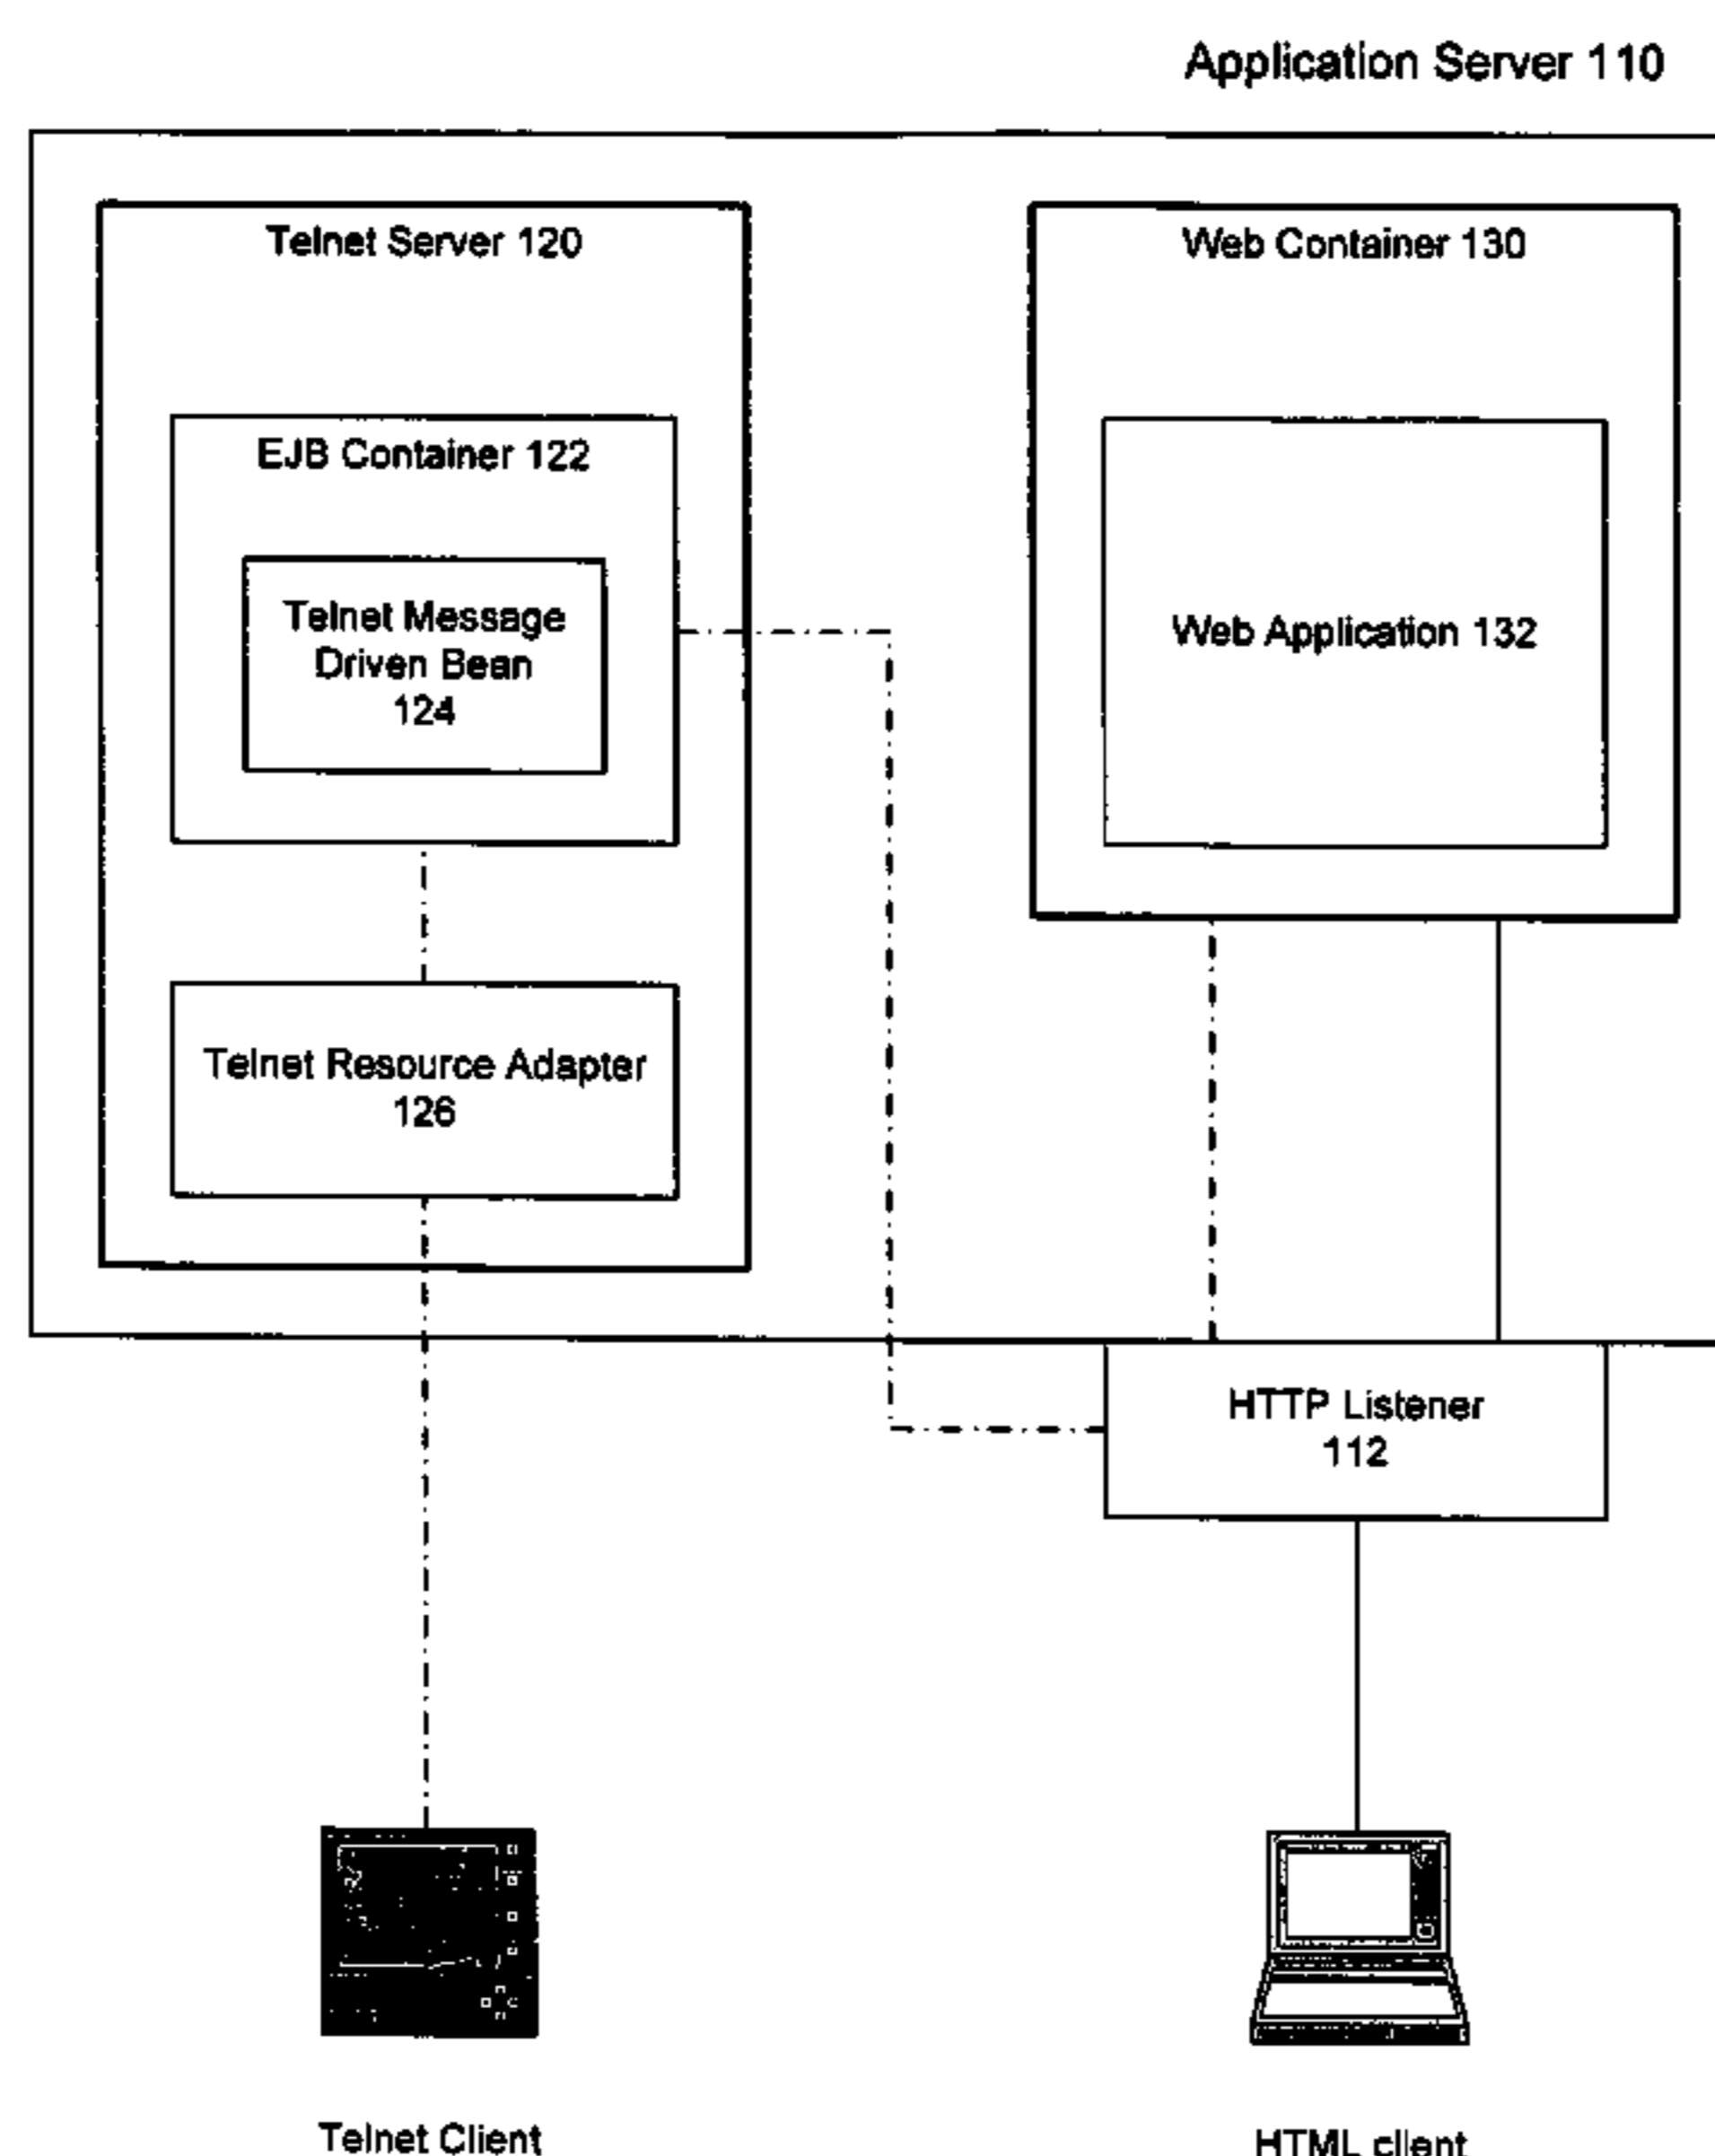 Application Server 110
Telnet Server 120
Web Container 130
EJB Container 122
Telnet Message
Driven Bean
124
Web Application 132
Telnet Resource Adapter
126
HTTP Listener
112
Telnet Client
HTML client